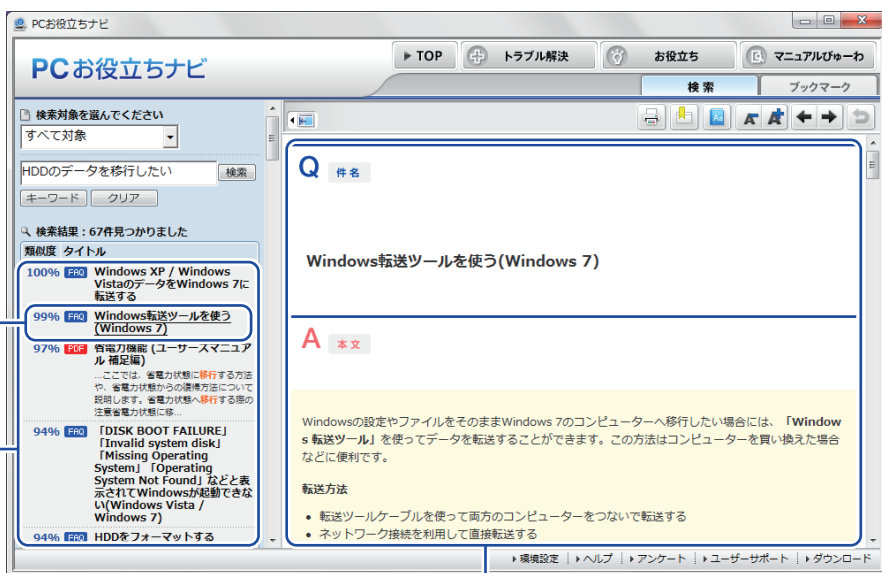 PCお役立ちナビ
PCお役立ちナビ
TOP
トラブル解決
お役立ち
マニュアルびゅーわ
検索
ブックマーク
検索対象を選んでください
すべて対象
HDDのデータを移行したい
検索
キーワード
クリア
検索結果:67件見つかりました
類似度 タイトル
100% FAQ Windows XP / Windows
VistaのデータをWindows 7に
転送する
99% FAQ Windows転送ツールを使う
(Windows 7)
97% PDF 省電力機能 (ユーザーズマニュア
ル 補足編)
...ここでは、省電力状態に移行する方法
や、省電力状態からの復帰方法について
説明します。省電力状態へ移行する際の
注意省電力状態に移...
94% FAQ 「DISK BOOT FAILURE」
「Invalid system disk」
「Missing Operating
System」「Operating
System Not Found」などと表
示されてWindowsが起動できな
い(Windows Vista /
Windows 7)
94% FAQ HDDをフォーマットする
Q 件名
Windows転送ツールを使う(Windows 7)
A 本文
Windowsの設定やファイルをそのままWindows 7のコンピューターへ移行したい場合には、「Window
s 転送ツール」を使ってデータを転送することができます。この方法はコンピューターを買い換えた場合
などに便利です。
転送方法
• 転送ツールケーブルを使って両方のコンピューターをつないで転送する
• ネットワーク接続を利用して直接転送する
環境設定 ヘルプ アンケート ユーザーサポート ダウンロード